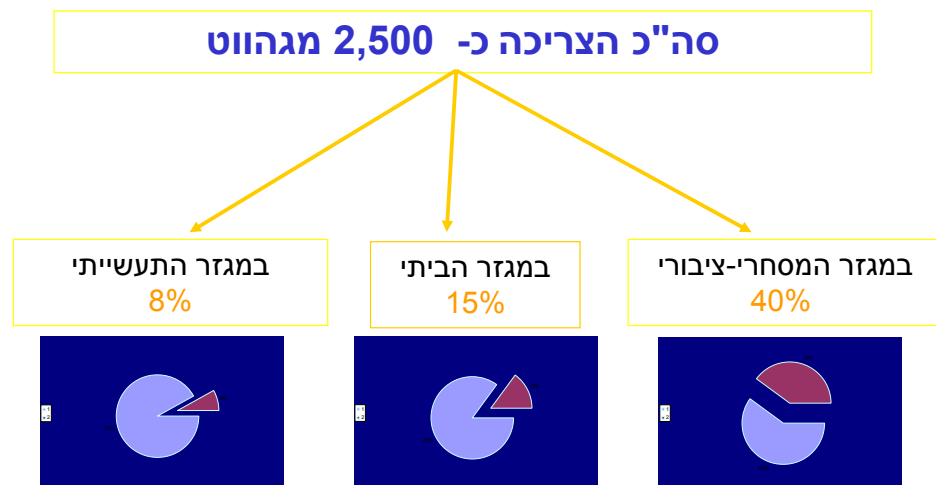 סה"כ הצריכה כ- 2,500 מגהווט
במגזר המסחרי-ציבורי
40%
במגזר הביתי
15%
במגזר התעשייתי
8%